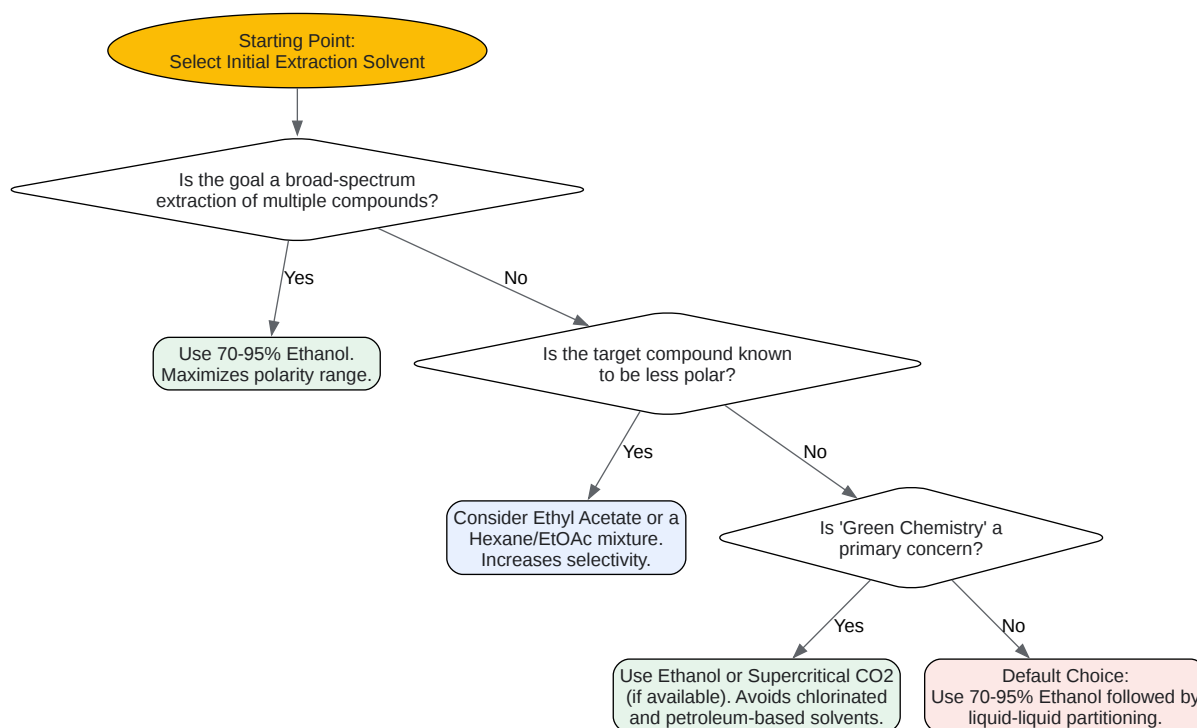 Starting Point:
Select Initial Extraction Solvent
Is the goal a broad-spectrum
extraction of multiple compounds?
Yes
No
Use 70-95% Ethanol.
Maximizes polarity range.
Is the target compound known
to be less polar?
Yes
No
Consider Ethyl Acetate or a
Hexane/EtOAc mixture.
Increases selectivity.
Is 'Green Chemistry' a
primary concern?
Yes
No
Use Ethanol or Supercritical CO2
(if available). Avoids chlorinated
and petroleum-based solvents.
Default Choice:
Use 70-95% Ethanol followed by
liquid-liquid partitioning.